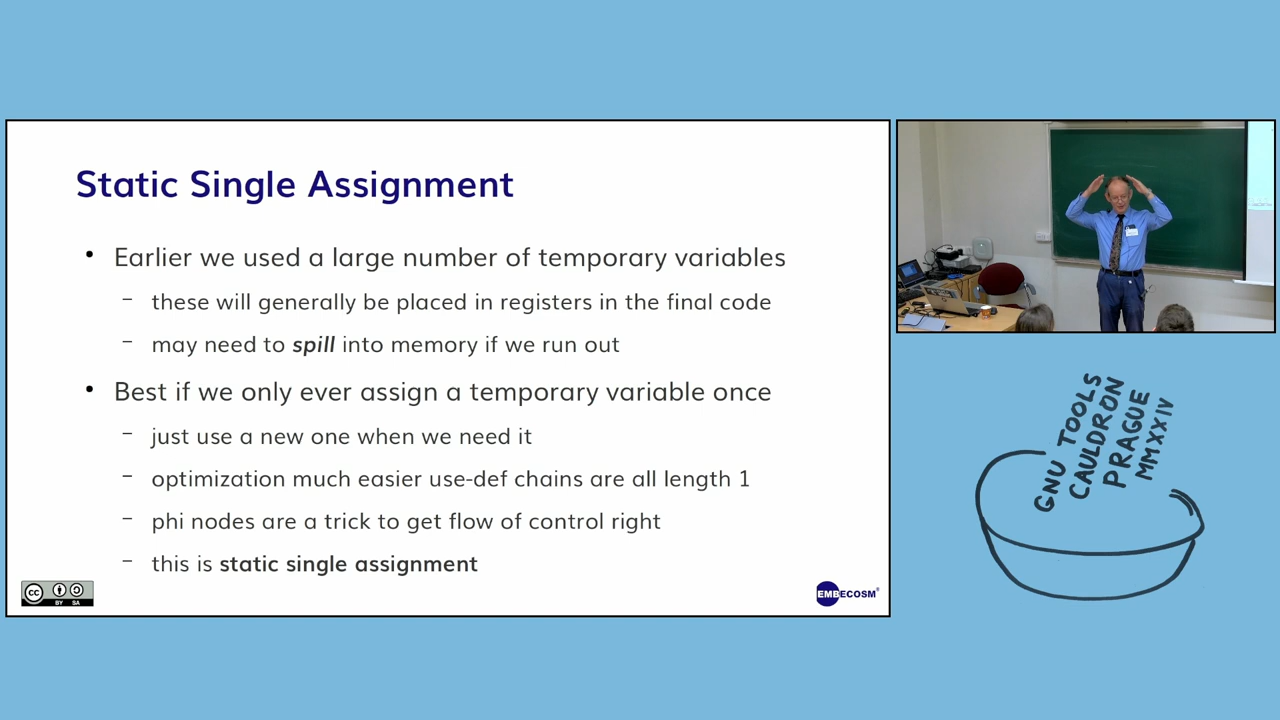 Static Single Assignment
• Earlier we used a large number of temporary variables
– these will generally be placed in registers in the final code
– may need to spill into memory if we run out
• Best if we only ever assign a temporary variable once
– just use a new one when we need it
– optimization much easier use-def chains are all length 1
– phi nodes are a trick to get flow of control right
– this is static single assignment
cc
BY SA
EMBECOSM®
GNU TOOLS
CAULDRON
PRAGUE
MMXXIV